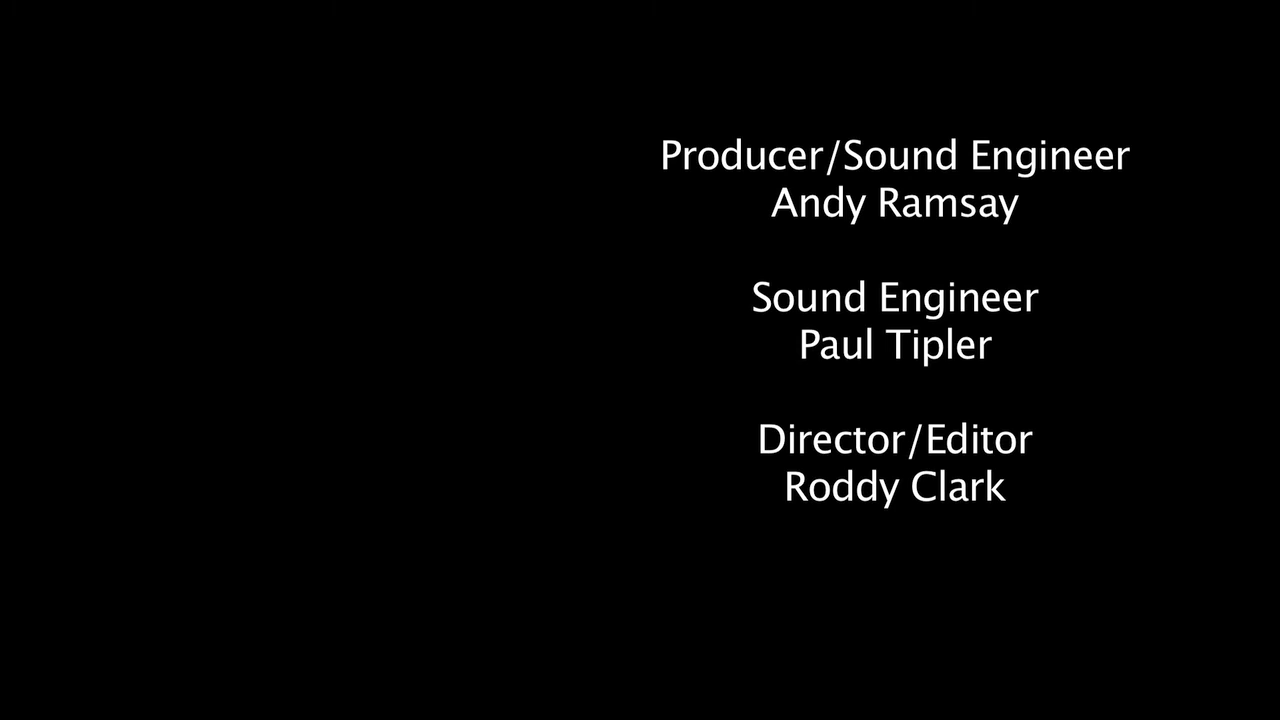 Producer/Sound Engineer
Andy Ramsay
Sound Engineer
Paul Tipler
Director/Editor
Roddy Clark